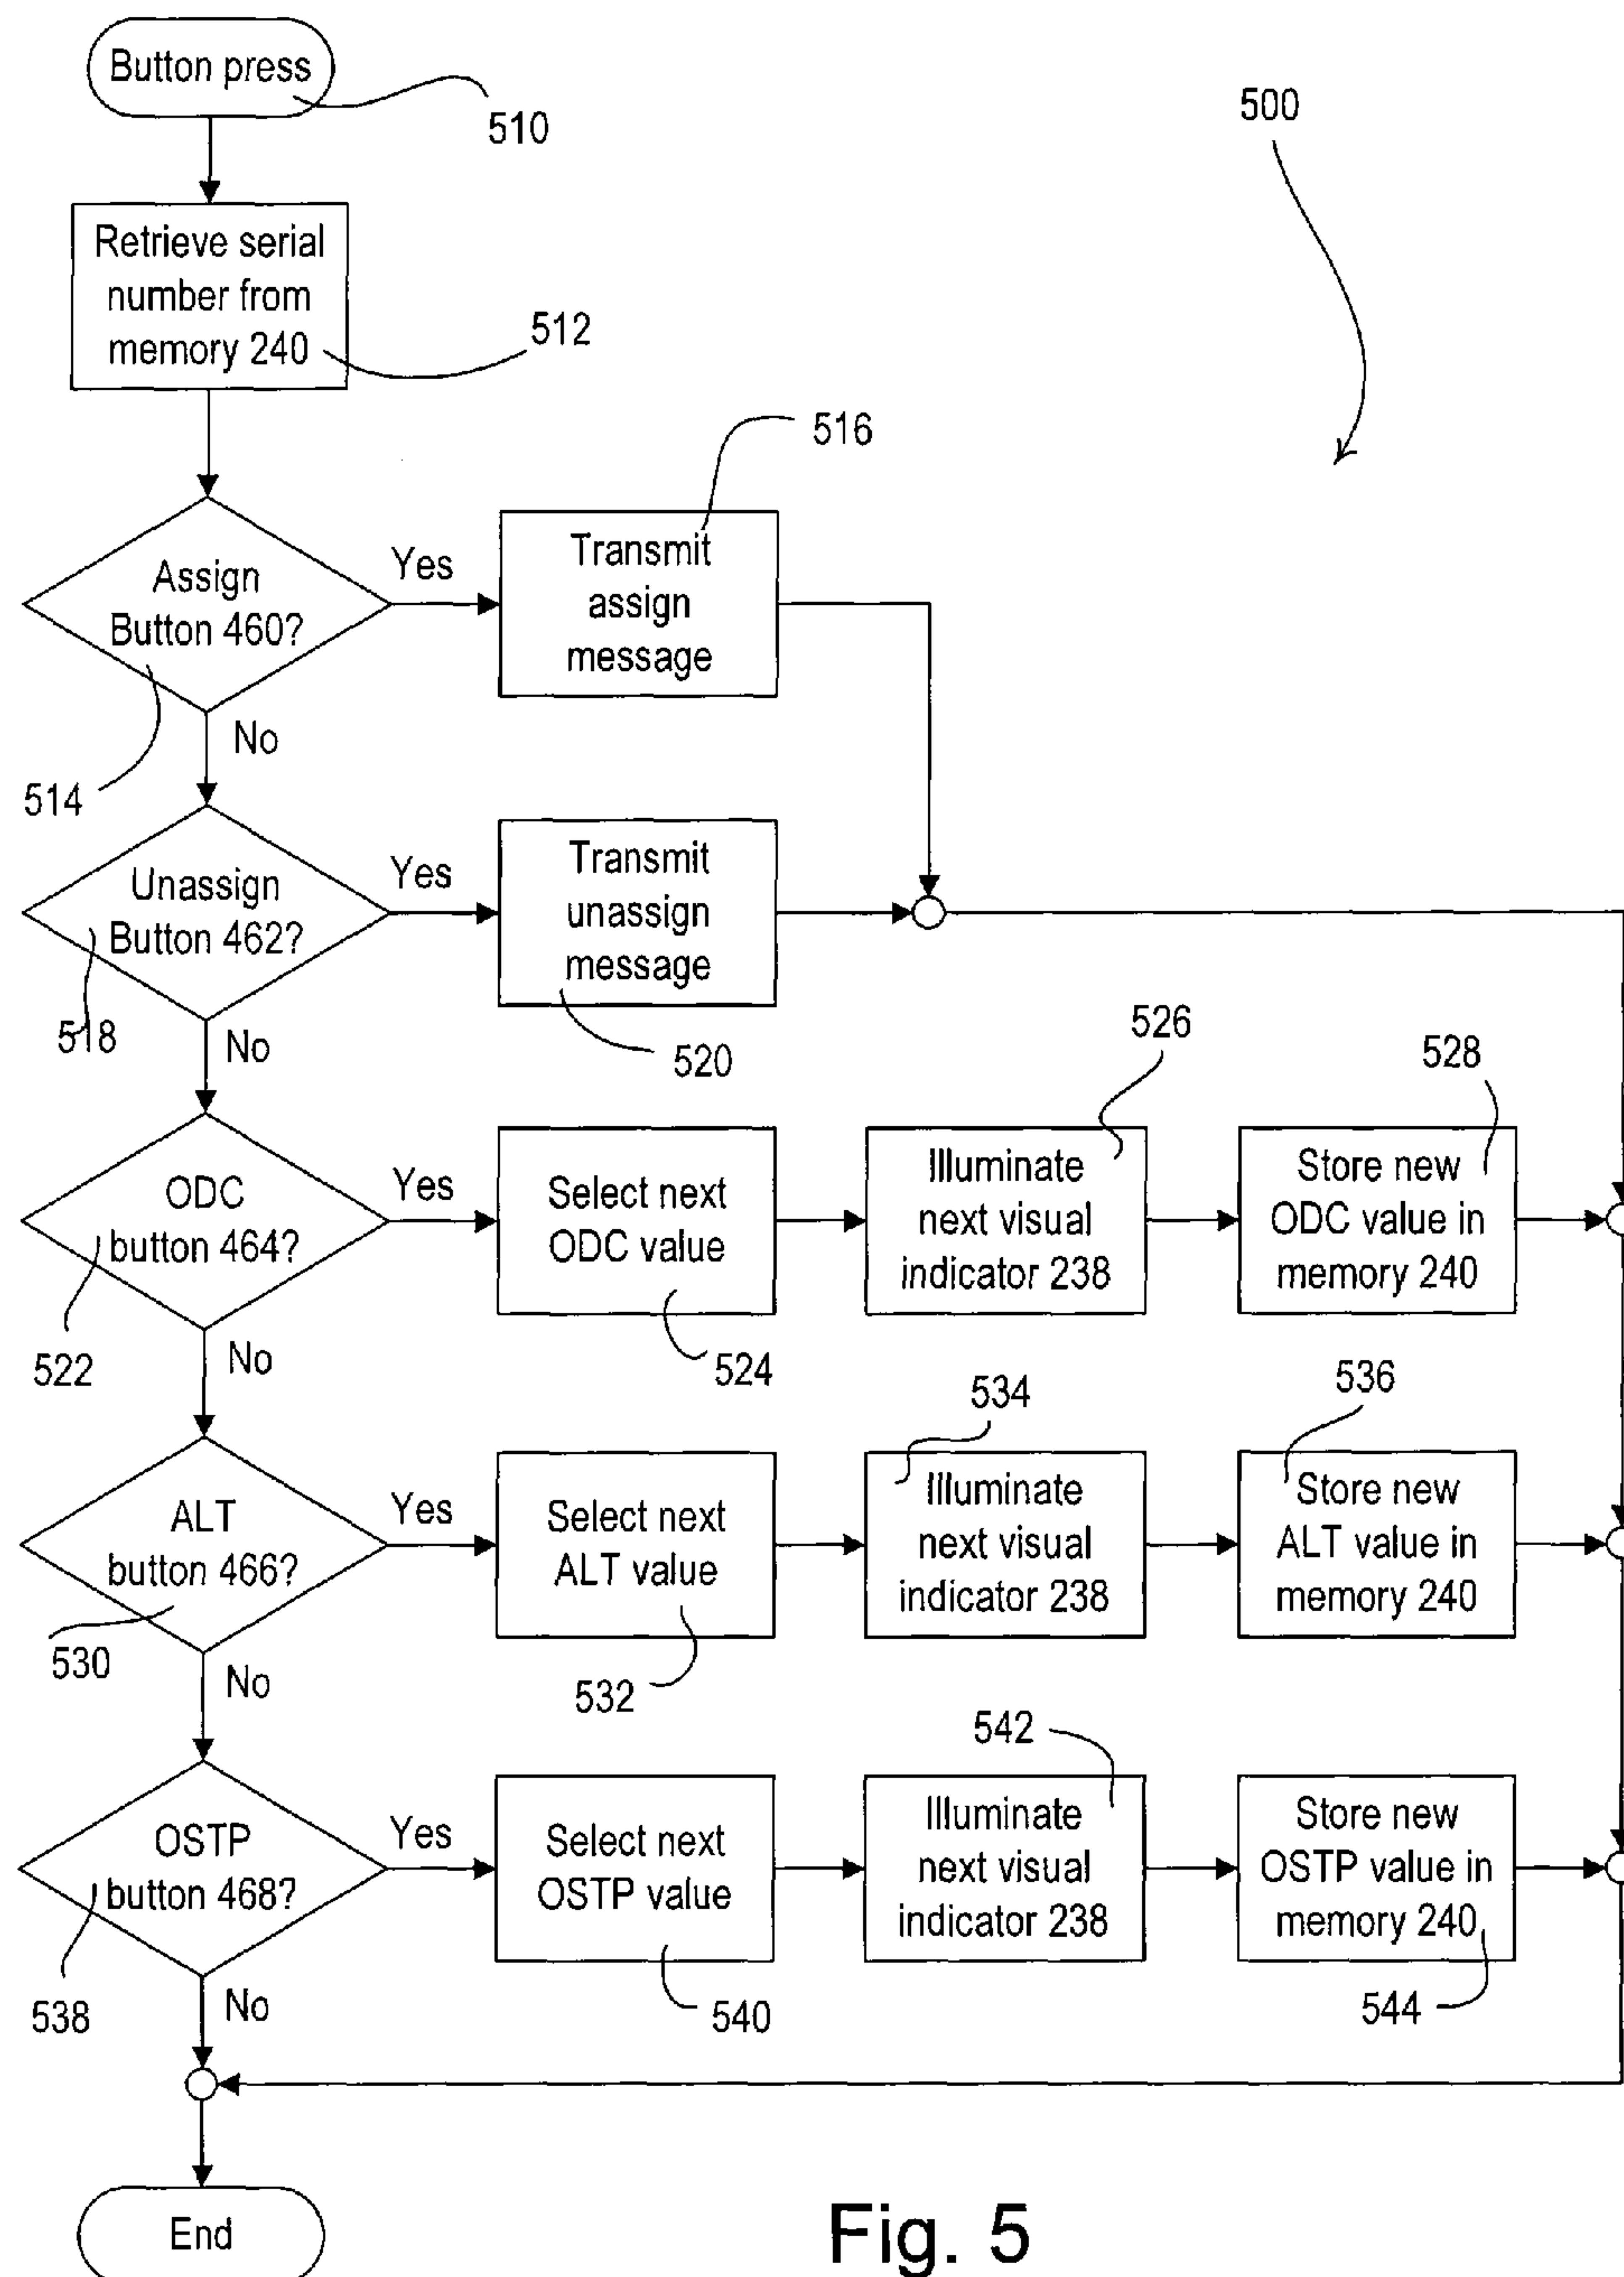 Button press
510
500
Retrieve serial
number from
memory 240
512
516
Assign
Button 460?
Yes
Transmit
assign
message
514
No
Unassign
Button 462?
Yes
Transmit
unassign
message
518
No
520
526
528
ODC
button 464?
Yes
Select next
ODC value
Illuminate
next visual
indicator 238
Store new
ODC value in
memory 240
522
No
524
534
536
ALT
button 466?
Yes
Select next
ALT value
Illuminate
next visual
indicator 238
Store new
ALT value in
memory 240
530
No
532
542
OSTP
button 468?
Yes
Select next
OSTP value
Illuminate
next visual
indicator 238
Store new
OSTP value in
memory 240
538
No
540
544
End
Fig. 5